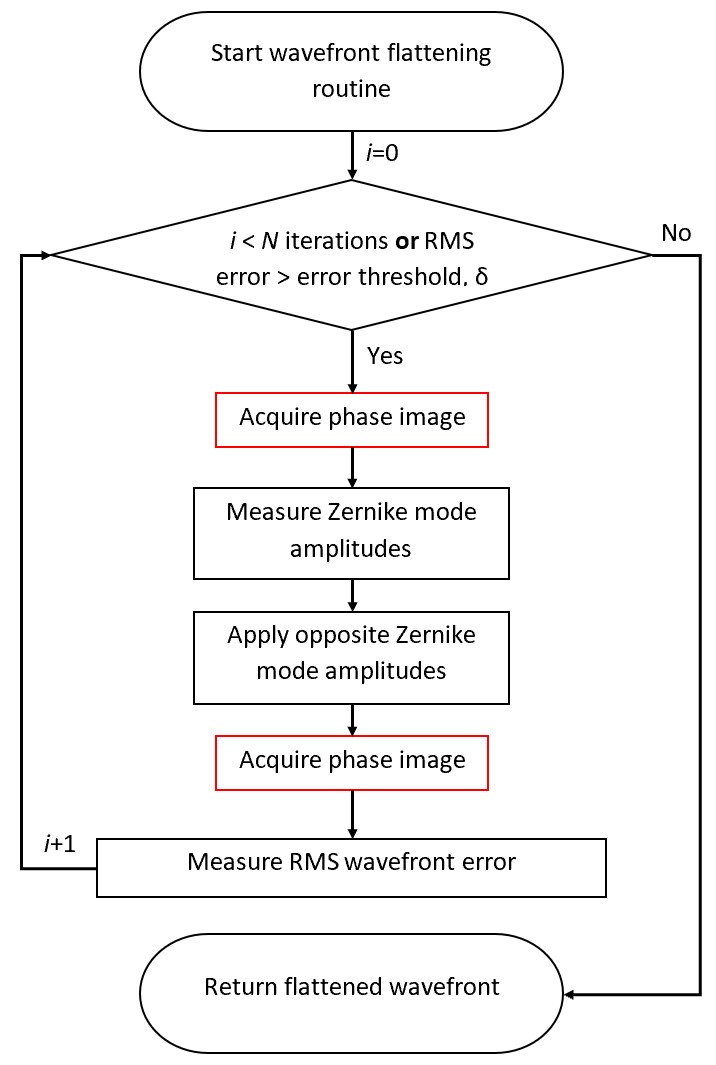 Start wavefront flattening
routine
i=0
i < N iterations or RMS
error > error threshold, δ
No
Yes
Acquire phase image
Measure Zernike mode
amplitudes
Apply opposite Zernike
mode amplitudes
Acquire phase image
i+1
Measure RMS wavefront error
Return flattened wavefront